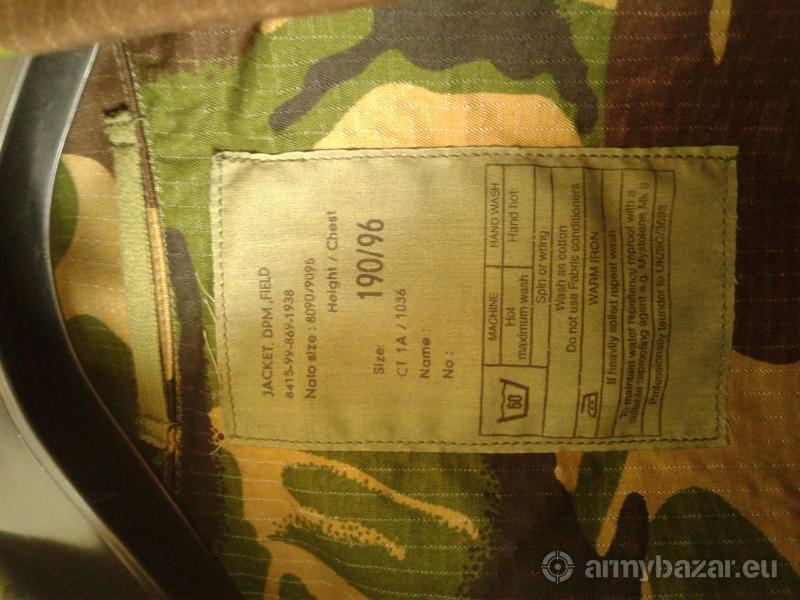 JACKET, DPM ,FIELD
8415-99-869-1938
Nato size : 8090/9095
Height / Chest
190/96
Size:
CT 1A / 1036
Name :
No :
MACHINE
HAND WASH
Hot
maximum wash
Hand hot
60
Spin or wring
Wash as cotton
Do not use Fabric conditioners
WARM IRON
If heavily soiled repeat wash
To maintain water repellency reproof with a
suitable reproofing agent e.g. Mystolene Mk 9
Professionally launder to UK/SC/3698
armybazar.eu